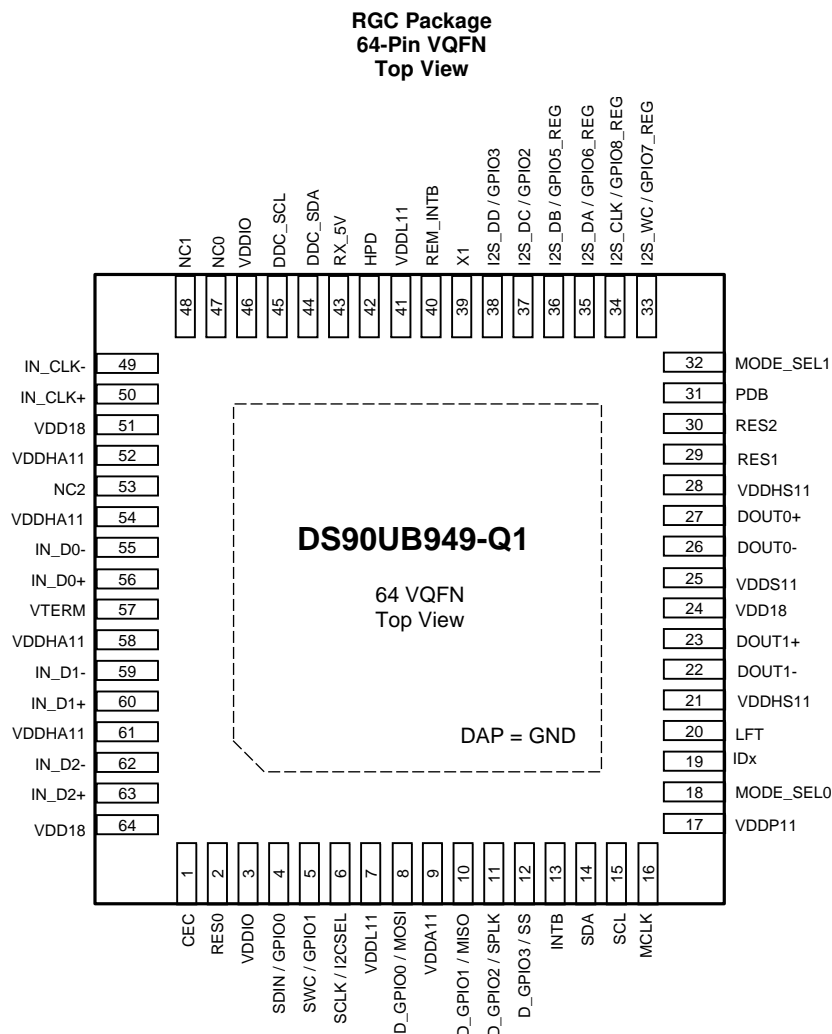 RGC Package
64-Pin VQFN
Top View
NC1
NC0
VDDIO
DDC_SCL
DDC_SDA
RX_5V
HPD
VDDL11
REM_INTB
X1
I2S_DD / GPIO3
I2S_DC / GPIO2
I2S_DB / GPIO5_REG
I2S_DA / GPIO6_REG
I2S_CLK / GPIO8_REG
I2S_WC / GPIO7_REG
48
47
46
45
44
43
42
41
40
39
38
37
36
35
34
33
IN_CLK- 49
IN_CLK+ 50
VDD18 51
VDDHA11 52
NC2 53
VDDHA11 54
IN_D0- 55
IN_D0+ 56
VTERM 57
VDDHA11 58
IN_D1- 59
IN_D1+ 60
VDDHA11 61
IN_D2- 62
IN_D2+ 63
VDD18 64
DS90UB949-Q1
64 VQFN
Top View
DAP = GND
32 MODE_SEL1
31 PDB
30 RES2
29 RES1
28 VDDHS11
27 DOUT0+
26 DOUT0-
25 VDDS11
24 VDD18
23 DOUT1+
22 DOUT1-
21 VDDHS11
20 LFT
19 IDx
18 MODE_SEL0
17 VDDP11
1
2
3
4
5
6
7
8
9
10
11
12
13
14
15
16
CEC
RES0
VDDIO
SDIN / GPIO0
SWC / GPIO1
SCLK / I2CSEL
VDDL11
D_GPIO0 / MOSI
VDDA11
D_GPIO1 / MISO
D_GPIO2 / SPLK
D_GPIO3 / SS
INTB
SDA
SCL
MCLK